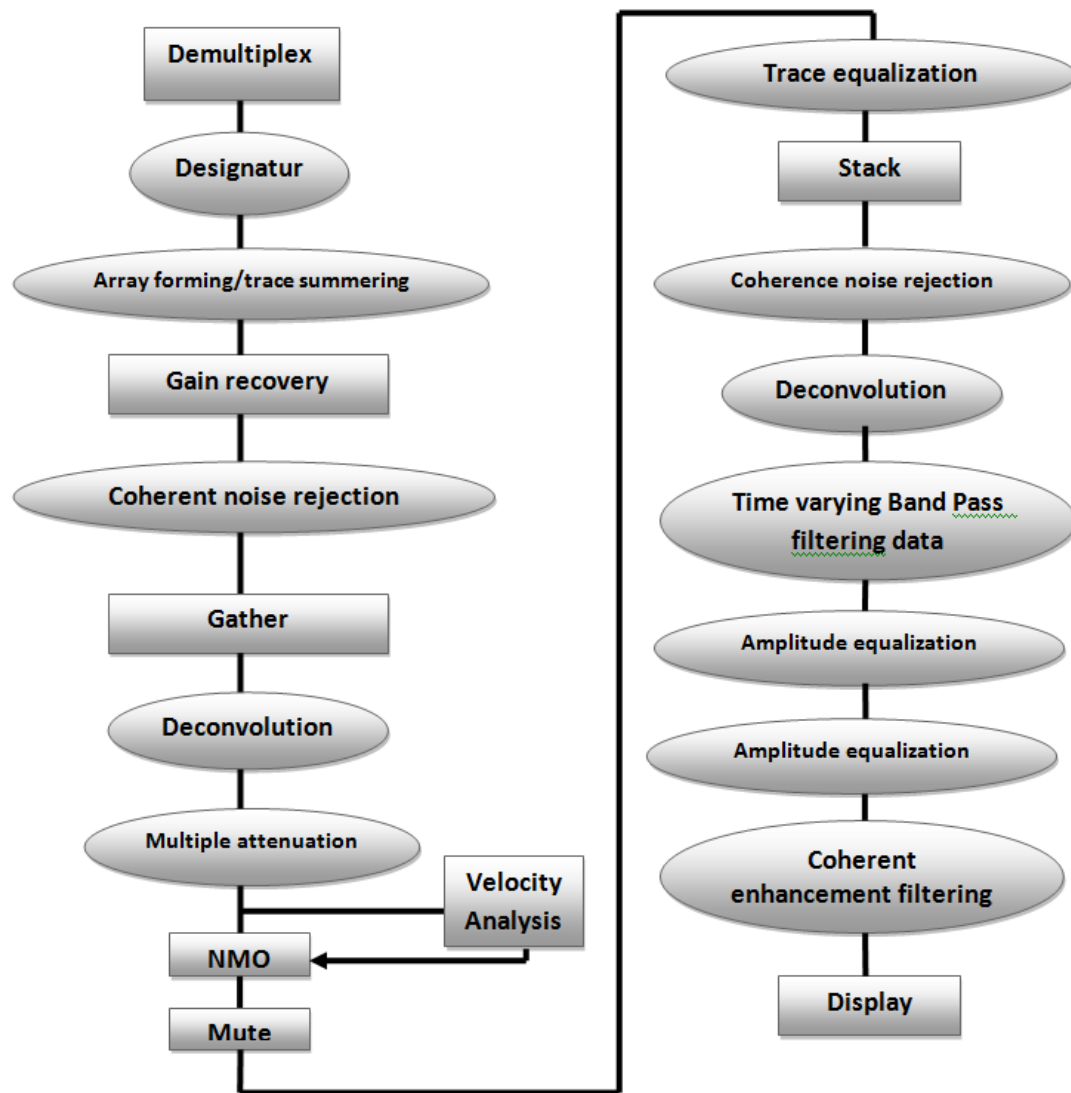 Demultiplex
Designatur
Array forming/trace summering
Gain recovery
Coherent noise rejection
Gather
Deconvolution
Multiple attenuation
Velocity
Analysis
NMO
Mute
Trace equalization
Stack
Coherence noise rejection
Deconvolution
Time varying Band Pass
filtering data
Amplitude equalization
Amplitude equalization
Coherent
enhancement filtering
Display